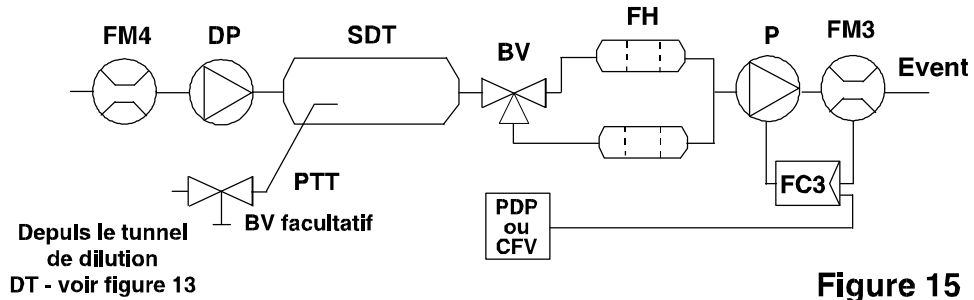 FM4
DP
SDT
BV
FH
P
FM3
Event
PTT
BV facultatif
FC3
PDP
ou
CFV
Depuis le tunnel
de dilution
DT - voir figure 13
Figure 15